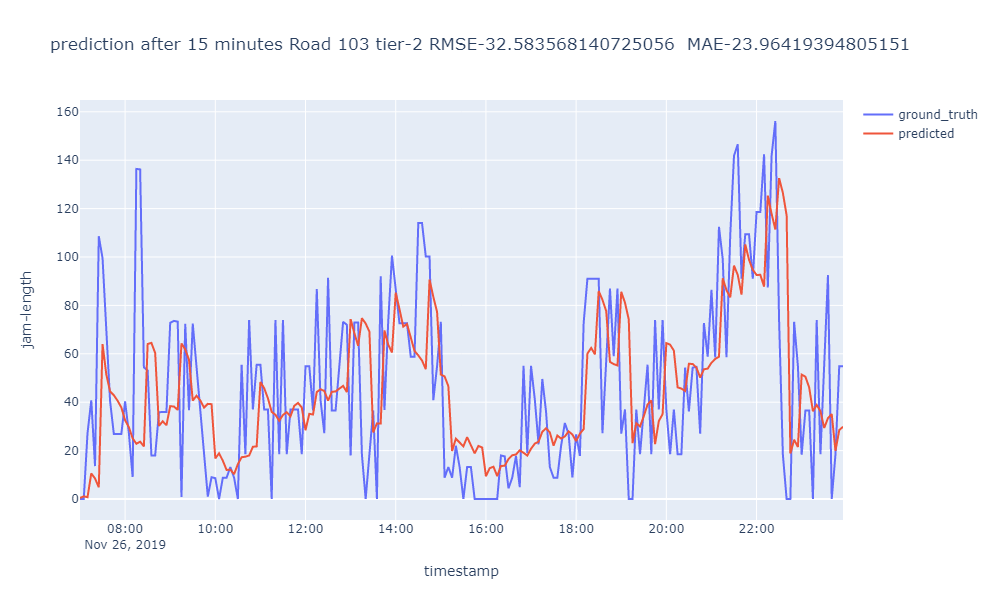 prediction after 15 minutes Road 103 tier-2 RMSE-32.583568140725056 MAE-23.96419394805151
ground_truth
predicted
160
140
120
100
80
60
40
20
0
jam-length
08:00 10:00 12:00 14:00 16:00 18:00 20:00 22:00
Nov 26, 2019
timestamp